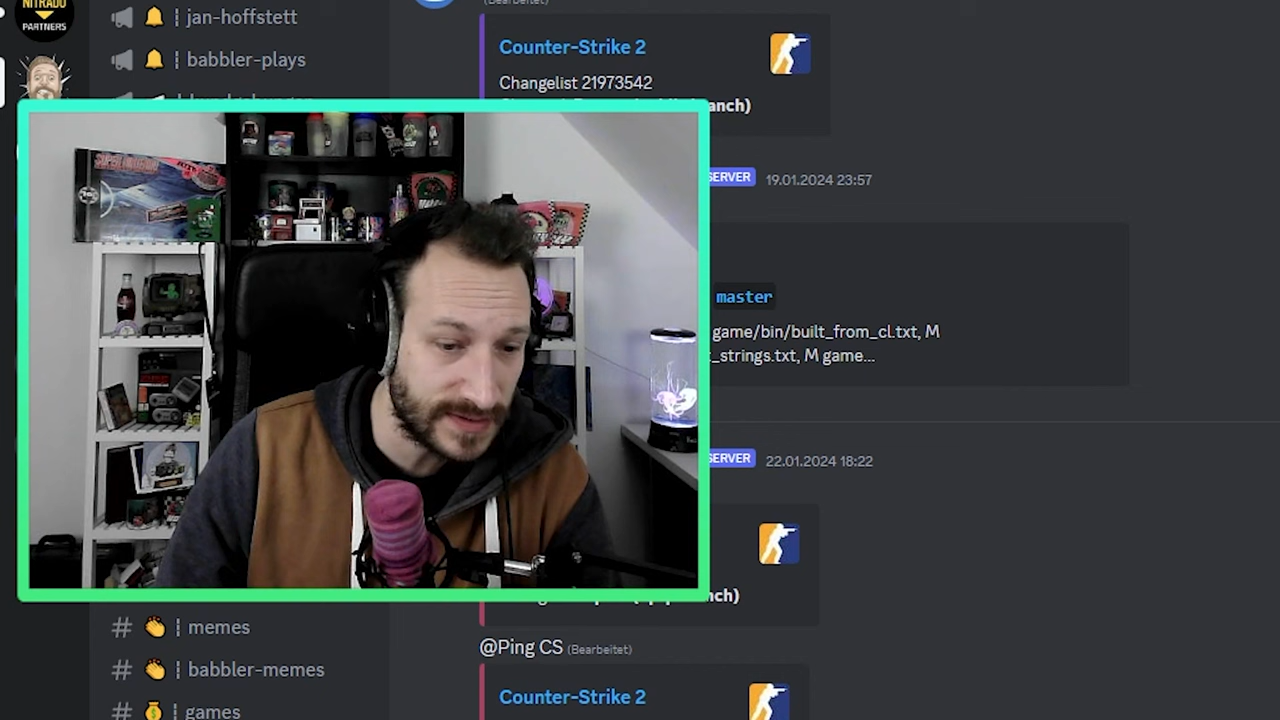 NITRADO
PARTNERS
jan-hoffstett
babbler-plays
(Bearbeitet)
Counter-Strike 2
Changelist 21973542
SERVER 19.01.2024 23:57
master
game/bin/built_from_cl.txt, M
_strings.txt, M game...
SERVER 22.01.2024 18:22
@Ping CS (Bearbeitet)
Counter-Strike 2
# memes
# babbler-memes
# games